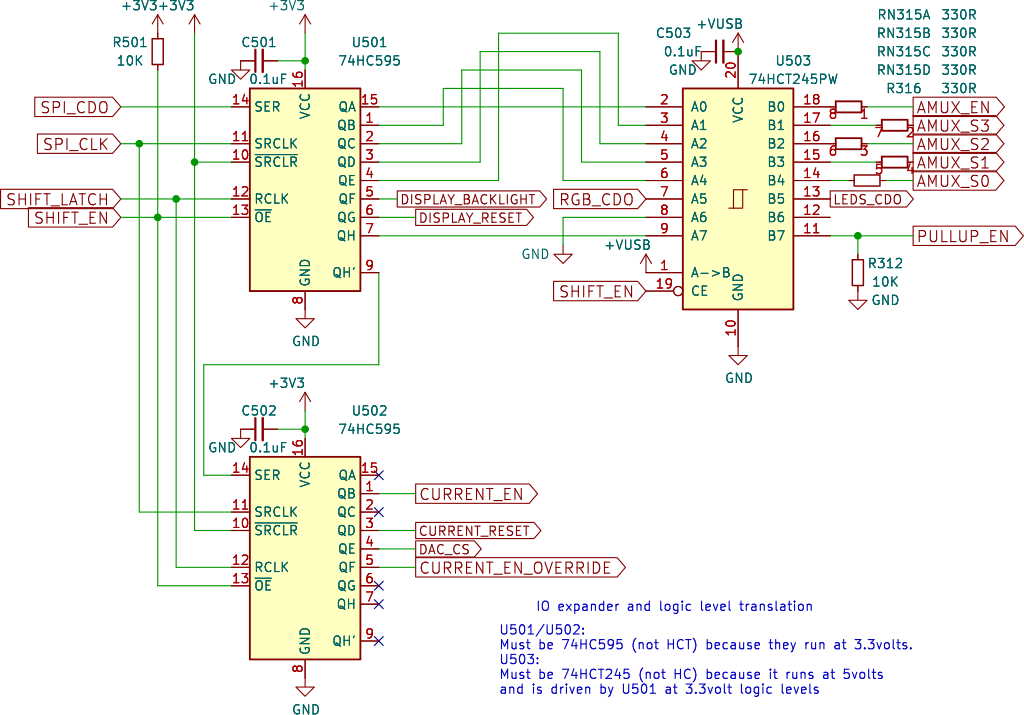 +3V3 +3V3 +3V3
R501
10K
C501
0.1uF
GND
U501
74HC595
SPI_CDO
SPI_CLK
SHIFT_LATCH
SHIFT_EN
14 SER
11 SRCLK
10 SRCLR
12 RCLK
13 OE
16 VCC
GND 8
GND
QA 15
QB 1
QC 2
QD 3
QE 4
QF 5
QG 6
QH 7
QH' 9
DISPLAY_BACKLIGHT
DISPLAY_RESET
+VUSB
C503
0.1uF
GND
U503
74HCT245PW
20 VCC
2 A0
3 A1
4 A2
5 A3
6 A4
7 A5
8 A6
9 A7
1 A->B
19 CE
GND 10
GND
RGB_CDO
GND
+VUSB
SHIFT_EN
B0 18
B1 17
B2 16
B3 15
B4 14
B5 13
B6 12
B7 11
RN315A 330R
RN315B 330R
RN315C 330R
RN315D 330R
R316 330R
8 1
7 2
6 3
5 4
AMUX_EN
AMUX_S3
AMUX_S2
AMUX_S1
AMUX_S0
LEDS_CDO
PULLUP_EN
R312
10K
GND
+3V3
C502
0.1uF
GND
U502
74HC595
14 SER
11 SRCLK
10 SRCLR
12 RCLK
13 OE
16 VCC
GND 8
GND
QA 15
QB 1
QC 2
QD 3
QE 4
QF 5
QG 6
QH 7
QH' 9
CURRENT_EN
CURRENT_RESET
DAC_CS
CURRENT_EN_OVERRIDE
IO expander and logic level translation
U501/U502:
Must be 74HC595 (not HCT) because they run at 3.3volts.
U503:
Must be 74HCT245 (not HC) because it runs at 5volts
and is driven by U501 at 3.3volt logic levels